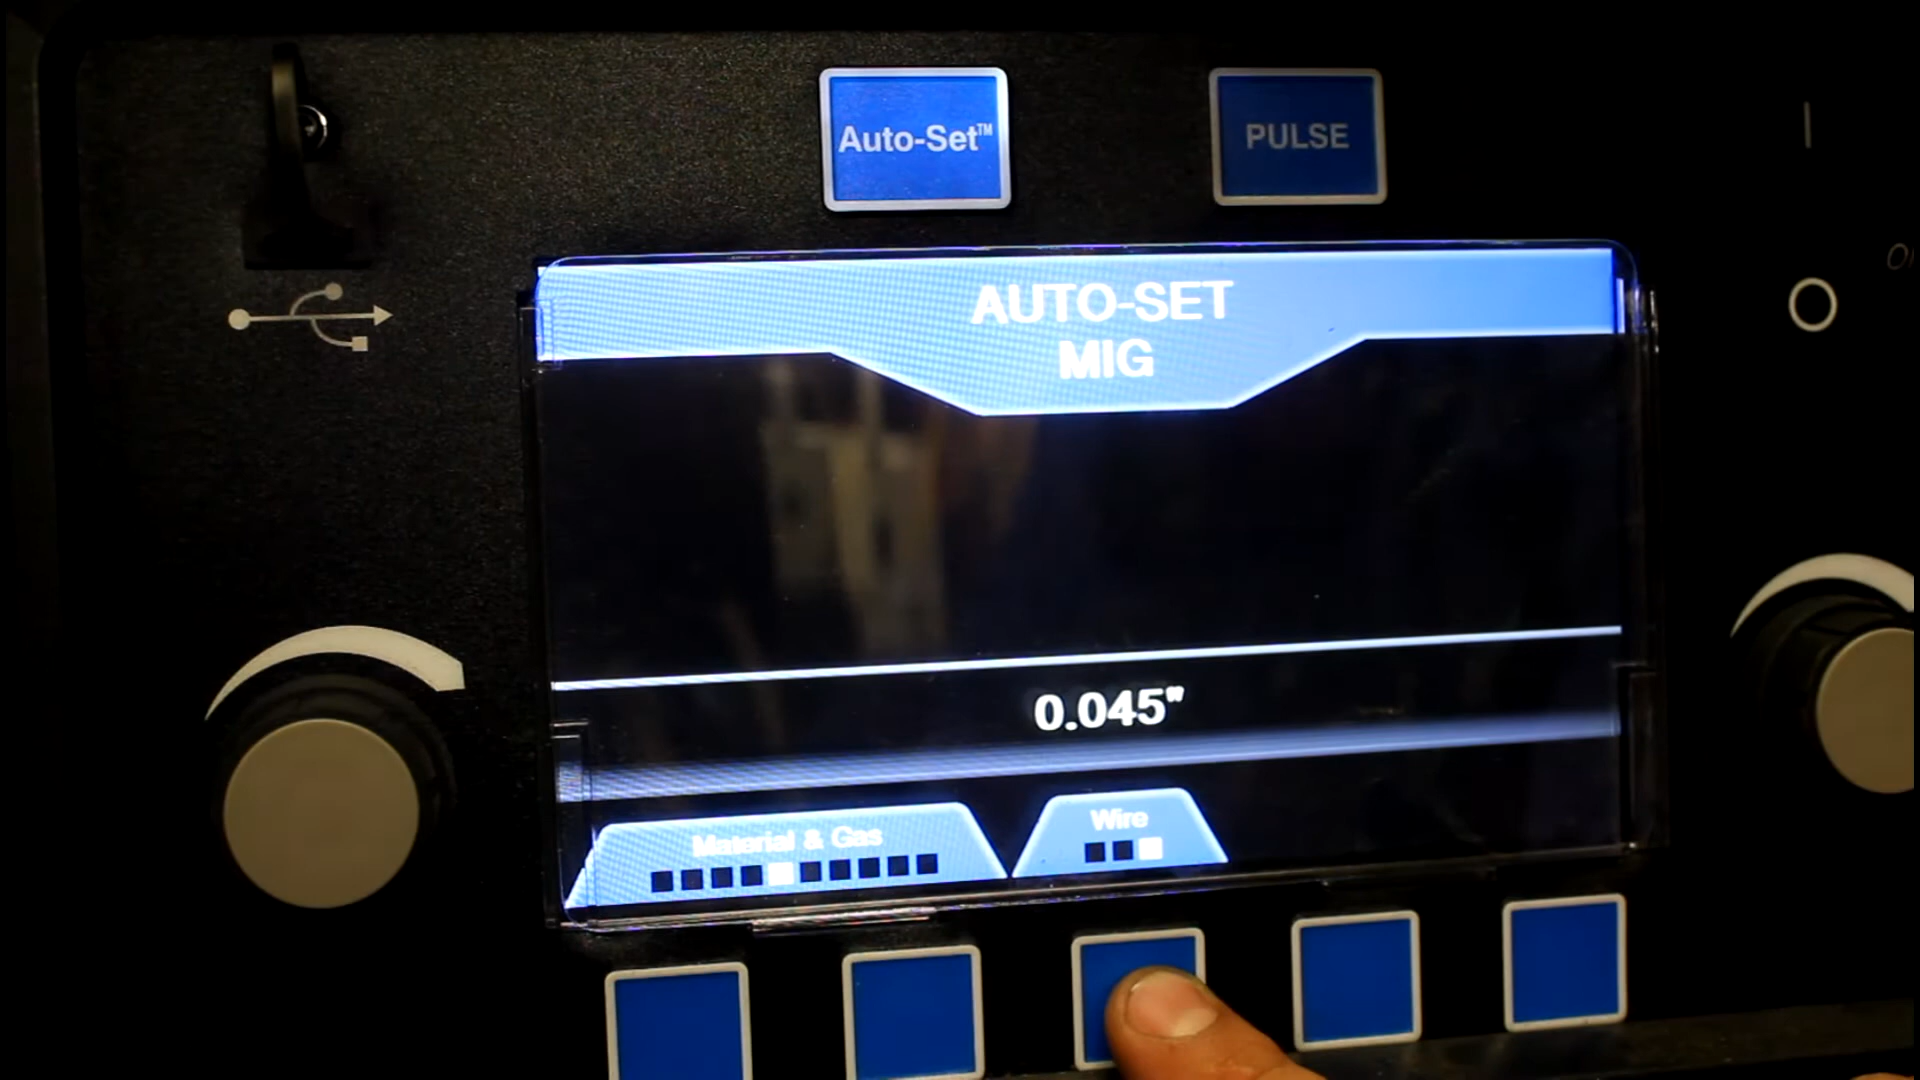 Auto-Set™
PULSE
AUTO-SET
MIG
0.045"
Material & Gas
Wire